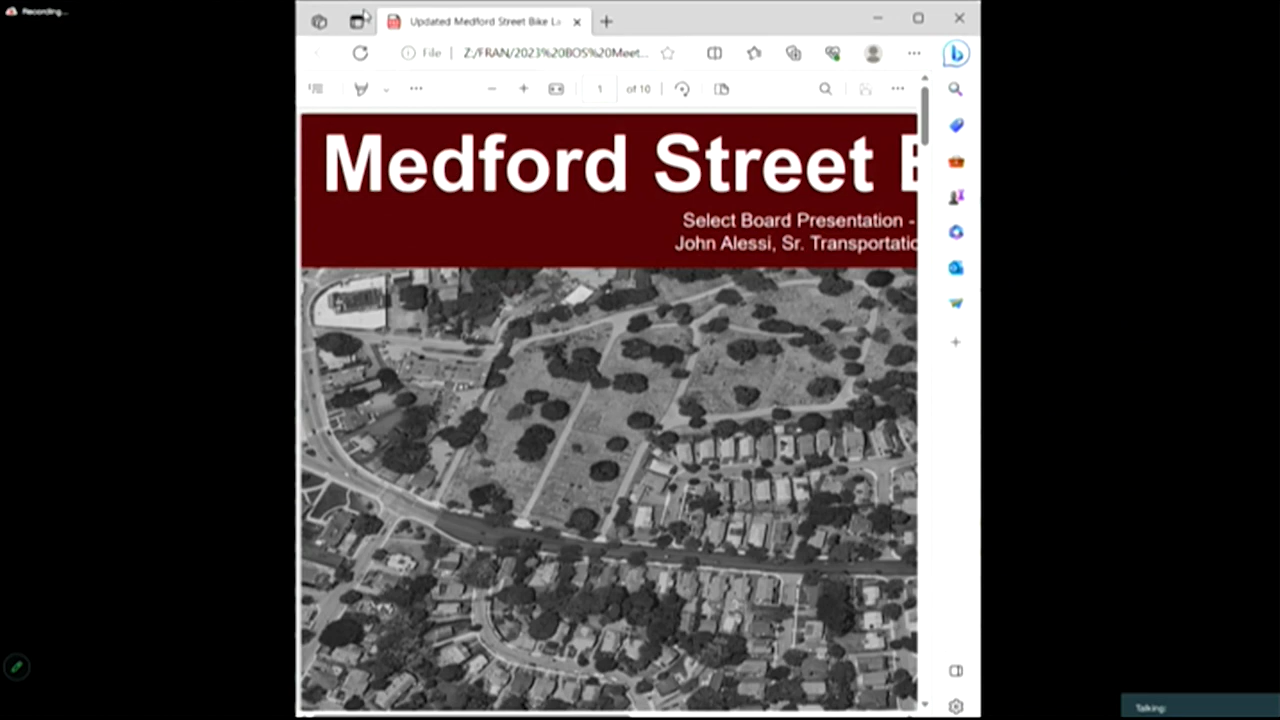 Recording...
Updated Medford Street Bike La
File
Z:/FRAN/2023%20BOS%20Meet...
1 of 10
Medford Street B
Select Board Presentation -
John Alessi, Sr. Transportatio
Talking: